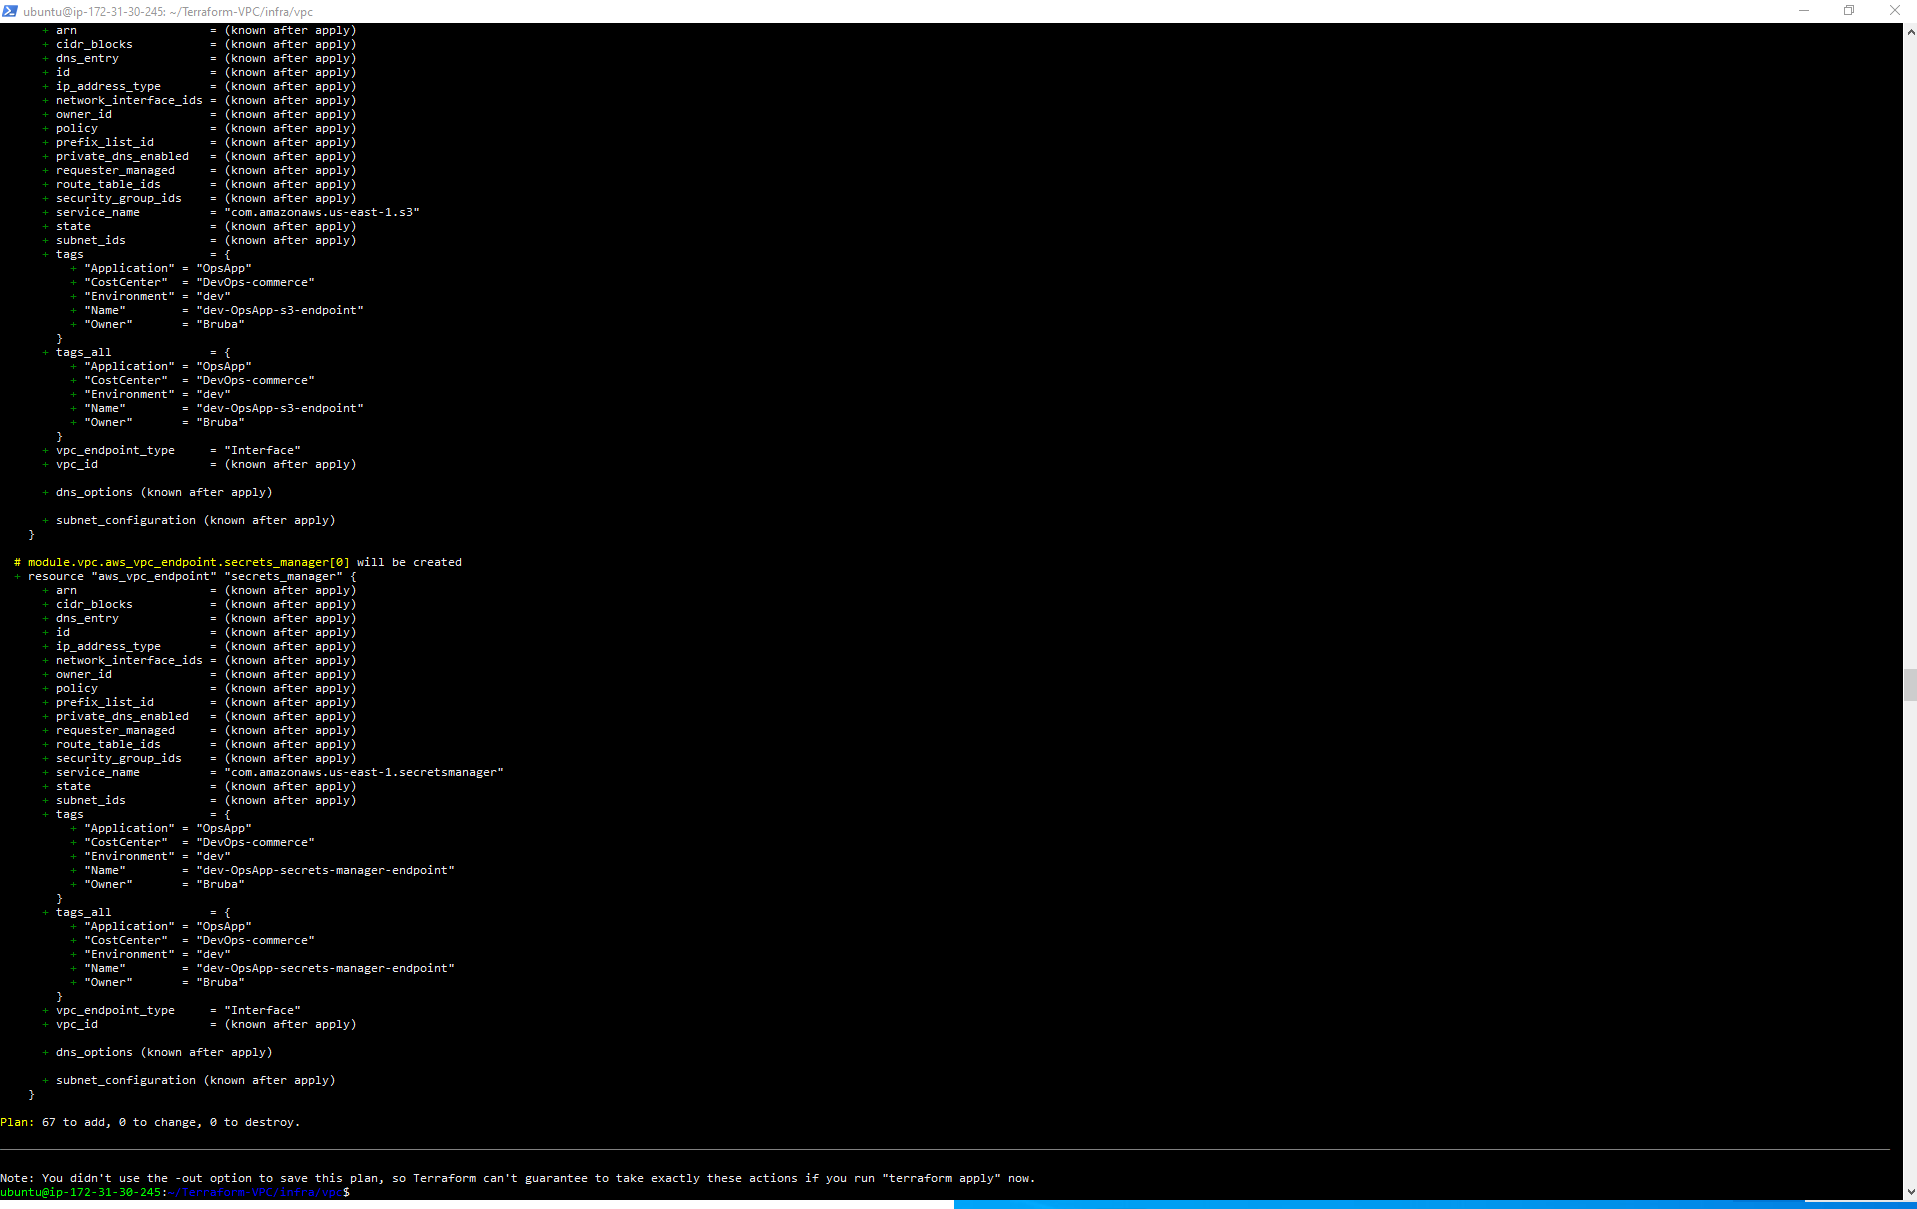 ubuntu@ip-172-31-30-245: ~/Terraform-VPC/infra/vpc
+ arn = (known after apply)
+ cidr_blocks = (known after apply)
+ dns_entry = (known after apply)
+ id = (known after apply)
+ ip_address_type = (known after apply)
+ network_interface_ids = (known after apply)
+ owner_id = (known after apply)
+ policy = (known after apply)
+ prefix_list_id = (known after apply)
+ private_dns_enabled = (known after apply)
+ requester_managed = (known after apply)
+ route_table_ids = (known after apply)
+ security_group_ids = (known after apply)
+ service_name = "com.amazonaws.us-east-1.s3"
+ state = (known after apply)
+ subnet_ids = (known after apply)
+ tags = {
+ "Application" = "OpsApp"
+ "CostCenter" = "DevOps-commerce"
+ "Environment" = "dev"
+ "Name" = "dev-OpsApp-s3-endpoint"
+ "Owner" = "Bruba"
}
+ tags_all = {
+ "Application" = "OpsApp"
+ "CostCenter" = "DevOps-commerce"
+ "Environment" = "dev"
+ "Name" = "dev-OpsApp-s3-endpoint"
+ "Owner" = "Bruba"
}
+ vpc_endpoint_type = "Interface"
+ vpc_id = (known after apply)
+ dns_options (known after apply)
+ subnet_configuration (known after apply)
}
# module.vpc.aws_vpc_endpoint.secrets_manager[0] will be created
+ resource "aws_vpc_endpoint" "secrets_manager" {
+ arn = (known after apply)
+ cidr_blocks = (known after apply)
+ dns_entry = (known after apply)
+ id = (known after apply)
+ ip_address_type = (known after apply)
+ network_interface_ids = (known after apply)
+ owner_id = (known after apply)
+ policy = (known after apply)
+ prefix_list_id = (known after apply)
+ private_dns_enabled = (known after apply)
+ requester_managed = (known after apply)
+ route_table_ids = (known after apply)
+ security_group_ids = (known after apply)
+ service_name = "com.amazonaws.us-east-1.secretsmanager"
+ state = (known after apply)
+ subnet_ids = (known after apply)
+ tags = {
+ "Application" = "OpsApp"
+ "CostCenter" = "DevOps-commerce"
+ "Environment" = "dev"
+ "Name" = "dev-OpsApp-secrets-manager-endpoint"
+ "Owner" = "Bruba"
}
+ tags_all = {
+ "Application" = "OpsApp"
+ "CostCenter" = "DevOps-commerce"
+ "Environment" = "dev"
+ "Name" = "dev-OpsApp-secrets-manager-endpoint"
+ "Owner" = "Bruba"
}
+ vpc_endpoint_type = "Interface"
+ vpc_id = (known after apply)
+ dns_options (known after apply)
+ subnet_configuration (known after apply)
}
Plan: 67 to add, 0 to change, 0 to destroy.
Note: You didn't use the -out option to save this plan, so Terraform can't guarantee to take exactly these actions if you run "terraform apply" now.
ubuntu@ip-172-31-30-245:~/Terraform-VPC/infra/vpc$